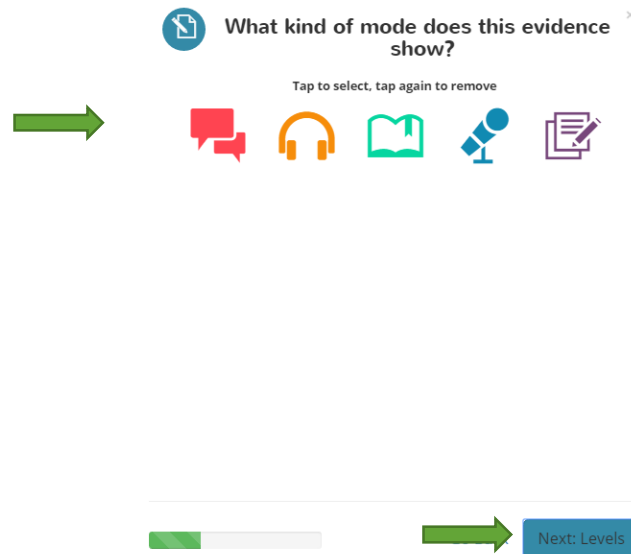 What kind of mode does this evidence
show?
Tap to select, tap again to remove
Next: Levels